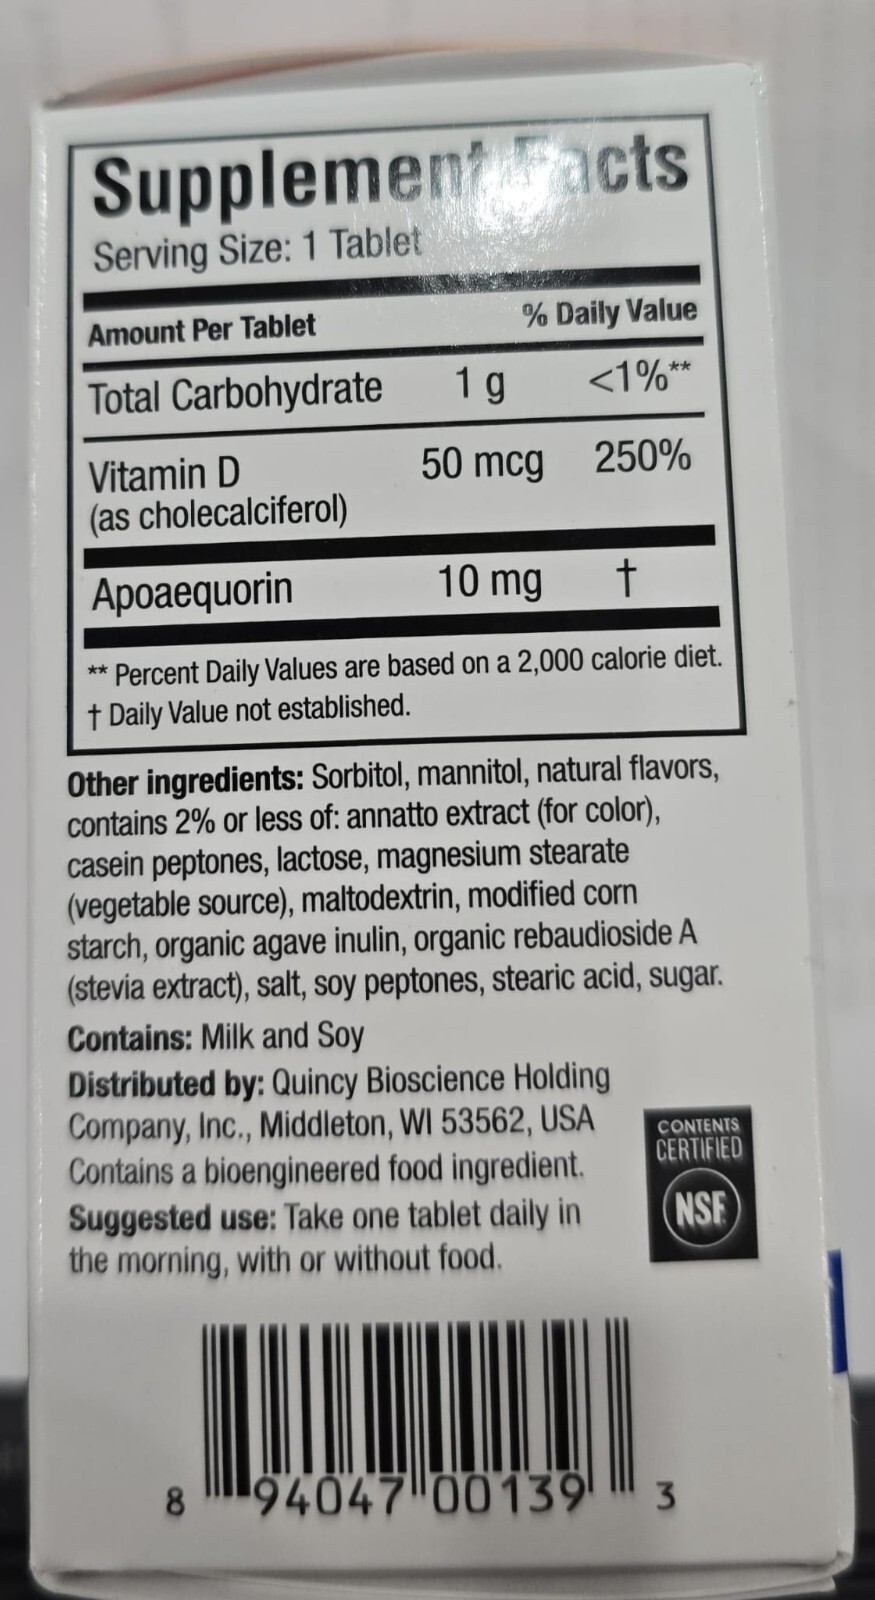 Supplement Facts
Serving Size: 1 Tablet
Amount Per Tablet % Daily Value
Total Carbohydrate 1 g <1%**
Vitamin D 50 mcg 250%
(as cholecalciferol)
Apoaequorin 10 mg †
** Percent Daily Values are based on a 2,000 calorie diet.
† Daily Value not established.
Other ingredients: Sorbitol, mannitol, natural flavors,
contains 2% or less of: annatto extract (for color),
casein peptones, lactose, magnesium stearate
(vegetable source), maltodextrin, modified corn
starch, organic agave inulin, organic rebaudioside A
(stevia extract), salt, soy peptones, stearic acid, sugar.
Contains: Milk and Soy
Distributed by: Quincy Bioscience Holding
Company, Inc., Middleton, WI 53562, USA
Contains a bioengineered food ingredient.
Suggested use: Take one tablet daily in
the morning, with or without food.
CONTENTS
CERTIFIED
NSF
8 94047 00139 3